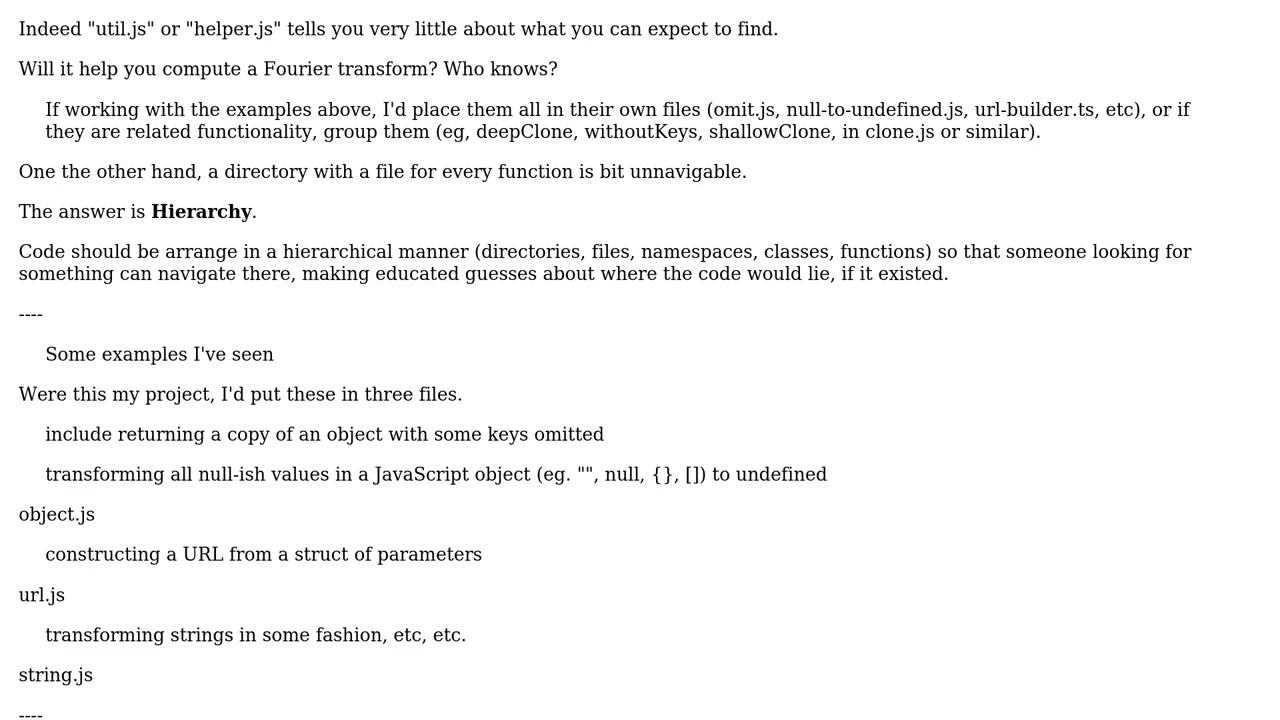 Indeed "util.js" or "helper.js" tells you very little about what you can expect to find.
Will it help you compute a Fourier transform? Who knows?
If working with the examples above, I'd place them all in their own files (omit.js, null-to-undefined.js, url-builder.ts, etc), or if
they are related functionality, group them (eg, deepClone, withoutKeys, shallowClone, in clone.js or similar).
One the other hand, a directory with a file for every function is bit unnavigable.
The answer is Hierarchy.
Code should be arrange in a hierarchical manner (directories, files, namespaces, classes, functions) so that someone looking for
something can navigate there, making educated guesses about where the code would lie, if it existed.
----
Some examples I've seen
Were this my project, I'd put these in three files.
include returning a copy of an object with some keys omitted
transforming all null-ish values in a JavaScript object (eg. "", null, {}, []) to undefined
object.js
constructing a URL from a struct of parameters
url.js
transforming strings in some fashion, etc, etc.
string.js
----